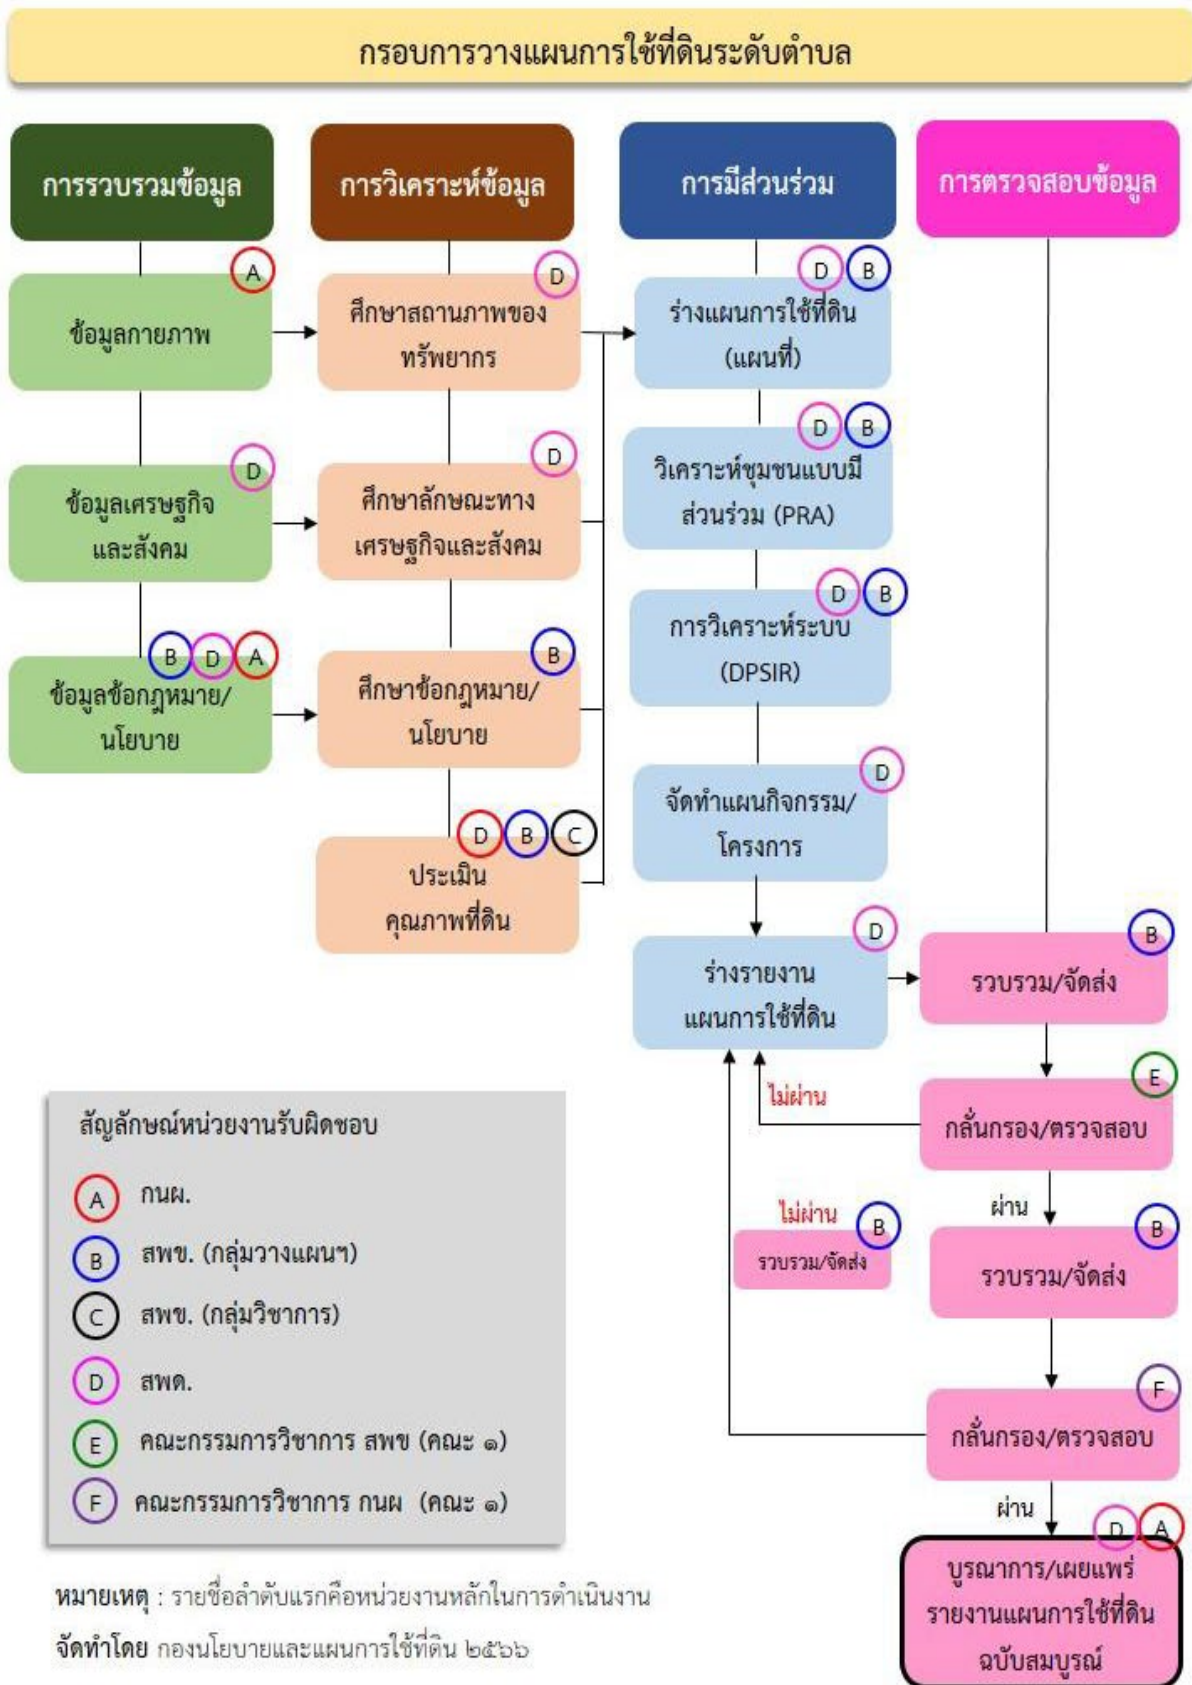 กรอบการวางแผนการใช้ที่ดินระดับตำบล
การรวบรวมข้อมูล
A
ข้อมูลกายภาพ
D
ข้อมูลเศรษฐกิจ
และสังคม
B D A
ข้อมูลข้อกฎหมาย/
นโยบาย
การวิเคราะห์ข้อมูล
D
ศึกษาสถานภาพของ
ทรัพยากร
D
ศึกษาลักษณะทาง
เศรษฐกิจและสังคม
B
ศึกษาข้อกฎหมาย/
นโยบาย
D B C
ประเมิน
คุณภาพที่ดิน
การมีส่วนร่วม
D B
ร่างแผนการใช้ที่ดิน
(แผนที่)
D B
วิเคราะห์ชุมชนแบบมี
ส่วนร่วม (PRA)
D B
การวิเคราะห์ระบบ
(DPSIR)
D
จัดทำแผนกิจกรรม/
โครงการ
D
ร่างรายงาน
แผนการใช้ที่ดิน
การตรวจสอบข้อมูล
B
รวบรวม/จัดส่ง
E
กลั่นกรอง/ตรวจสอบ
ไม่ผ่าน
ผ่าน
B
รวบรวม/จัดส่ง
ไม่ผ่าน
B
รวบรวม/จัดส่ง
F
กลั่นกรอง/ตรวจสอบ
ผ่าน
D A
บูรณาการ/เผยแพร่
รายงานแผนการใช้ที่ดิน
ฉบับสมบูรณ์
สัญลักษณ์หน่วยงานรับผิดชอบ
A กนผ.
B สพข. (กลุ่มวางแผนฯ)
C สพข. (กลุ่มวิชาการ)
D สพด.
E คณะกรรมการวิชาการ สพข (คณะ ๑)
F คณะกรรมการวิชาการ กนผ (คณะ ๑)
หมายเหตุ : รายชื่อลำดับแรกคือหน่วยงานหลักในการดำเนินงาน
จัดทำโดย กองนโยบายและแผนการใช้ที่ดิน ๒๕๖๖